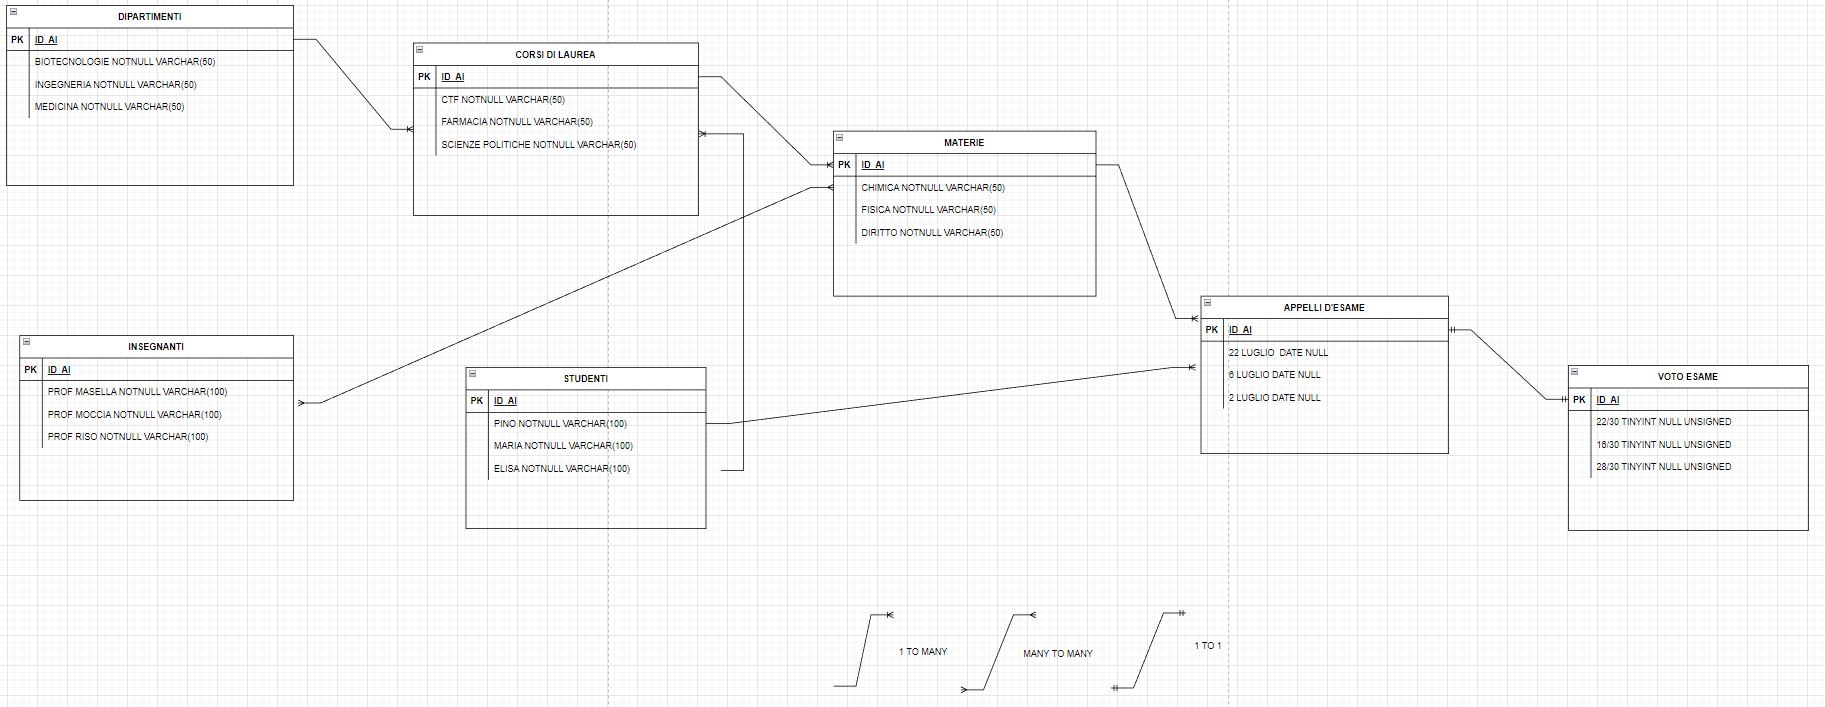 DIPARTIMENTI
PK ID_AI
BIOTECNOLOGIE NOTNULL VARCHAR(50)
INGEGNERIA NOTNULL VARCHAR(50)
MEDICINA NOTNULL VARCHAR(50)
CORSI DI LAUREA
PK ID_AI
CTF NOTNULL VARCHAR(50)
FARMACIA NOTNULL VARCHAR(50)
SCIENZE POLITICHE NOTNULL VARCHAR(50)
MATERIE
PK ID_AI
CHIMICA NOTNULL VARCHAR(50)
FISICA NOTNULL VARCHAR(50)
DIRITTO NOTNULL VARCHAR(50)
INSEGNANTI
PK ID_AI
PROF MASELLA NOTNULL VARCHAR(100)
PROF MOCCIA NOTNULL VARCHAR(100)
PROF RISO NOTNULL VARCHAR(100)
STUDENTI
PK ID_AI
PINO NOTNULL VARCHAR(100)
MARIA NOTNULL VARCHAR(100)
ELISA NOTNULL VARCHAR(100)
APPELLI D'ESAME
PK ID_AI
22 LUGLIO DATE NULL
6 LUGLIO DATE NULL
2 LUGLIO DATE NULL
VOTO ESAME
PK ID_AI
22/30 TINYINT NULL UNSIGNED
16/30 TINYINT NULL UNSIGNED
28/30 TINYINT NULL UNSIGNED
1 TO MANY
MANY TO MANY
1 TO 1